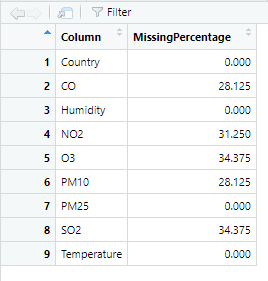 Filter
Column MissingPercentage
1 Country 0.000
2 CO 28.125
3 Humidity 0.000
4 NO2 31.250
5 O3 34.375
6 PM10 28.125
7 PM25 0.000
8 SO2 34.375
9 Temperature 0.000